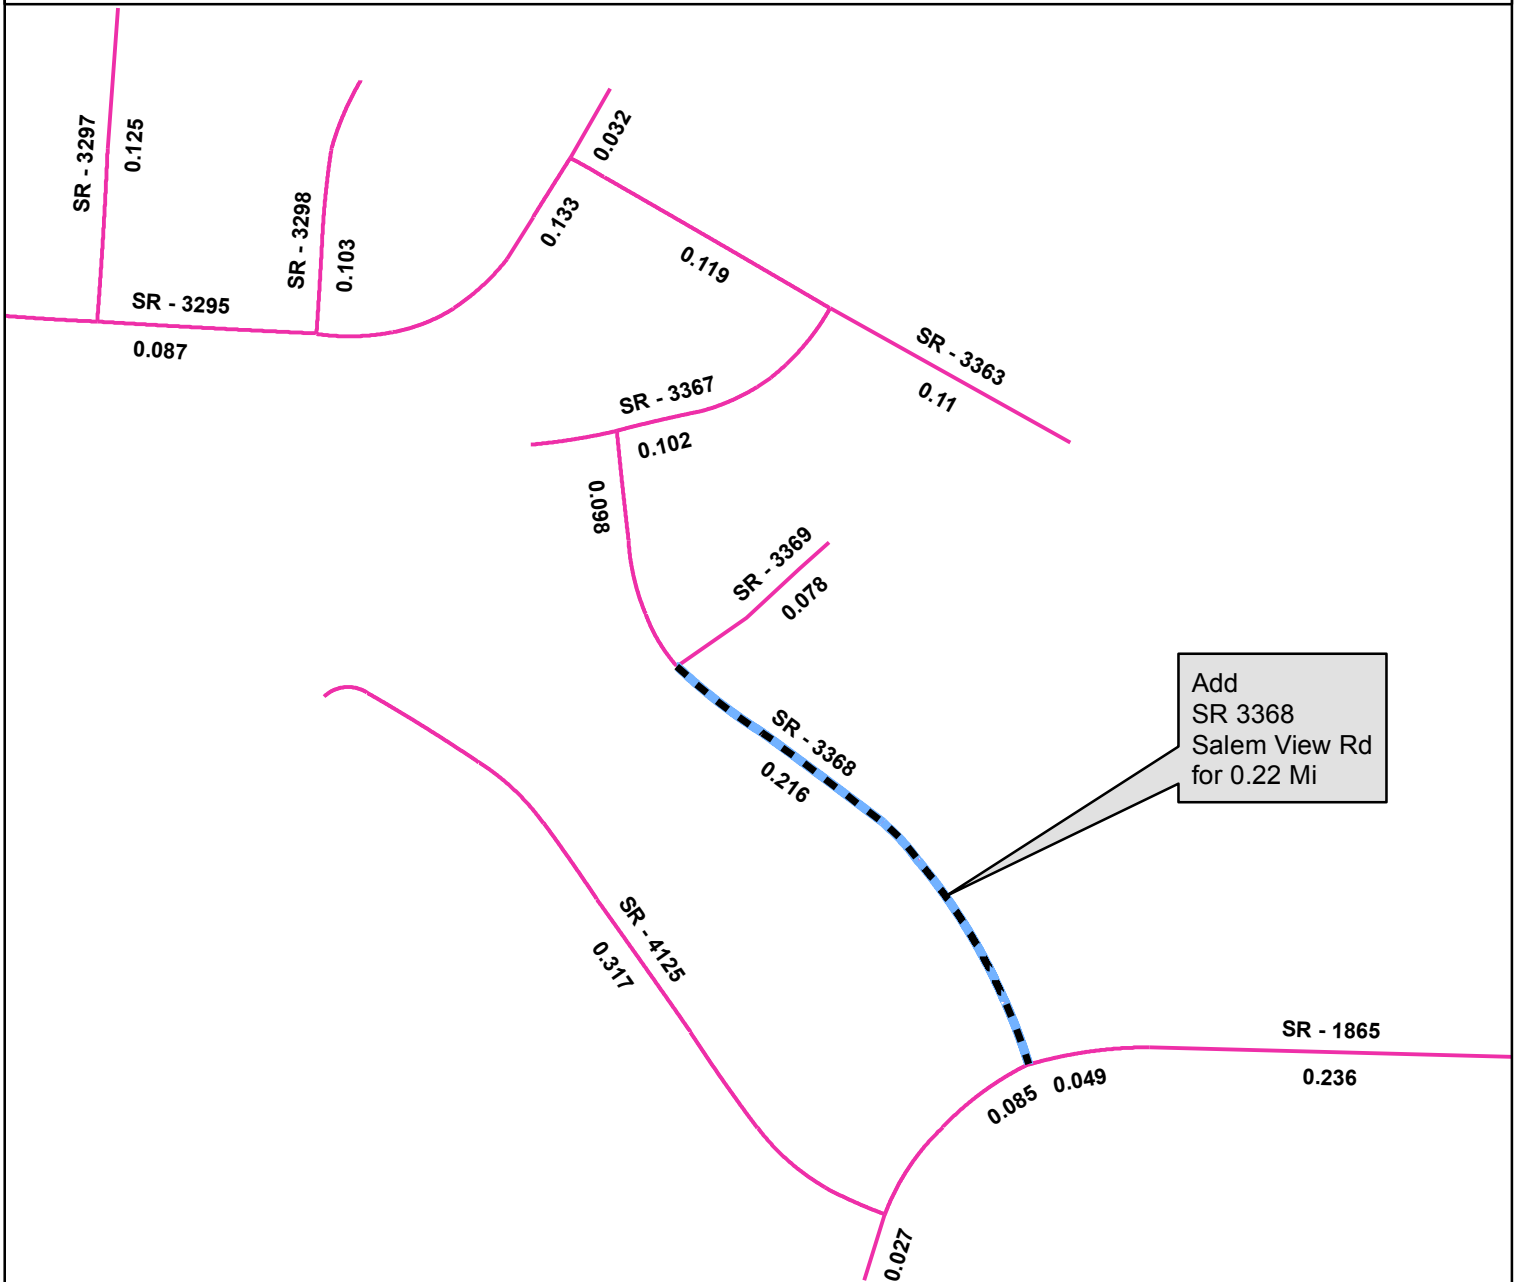 SR - 3297
0.125
SR - 3298
0.103
SR - 3295
0.087
0.032
0.133
0.119
SR - 3363
0.11
SR - 3367
0.102
0.098
SR - 3369
0.078
Add
SR 3368
Salem View Rd
for 0.22 Mi
SR - 3368
0.216
SR - 4125
0.317
SR - 1865
0.236
0.049
0.085
0.027